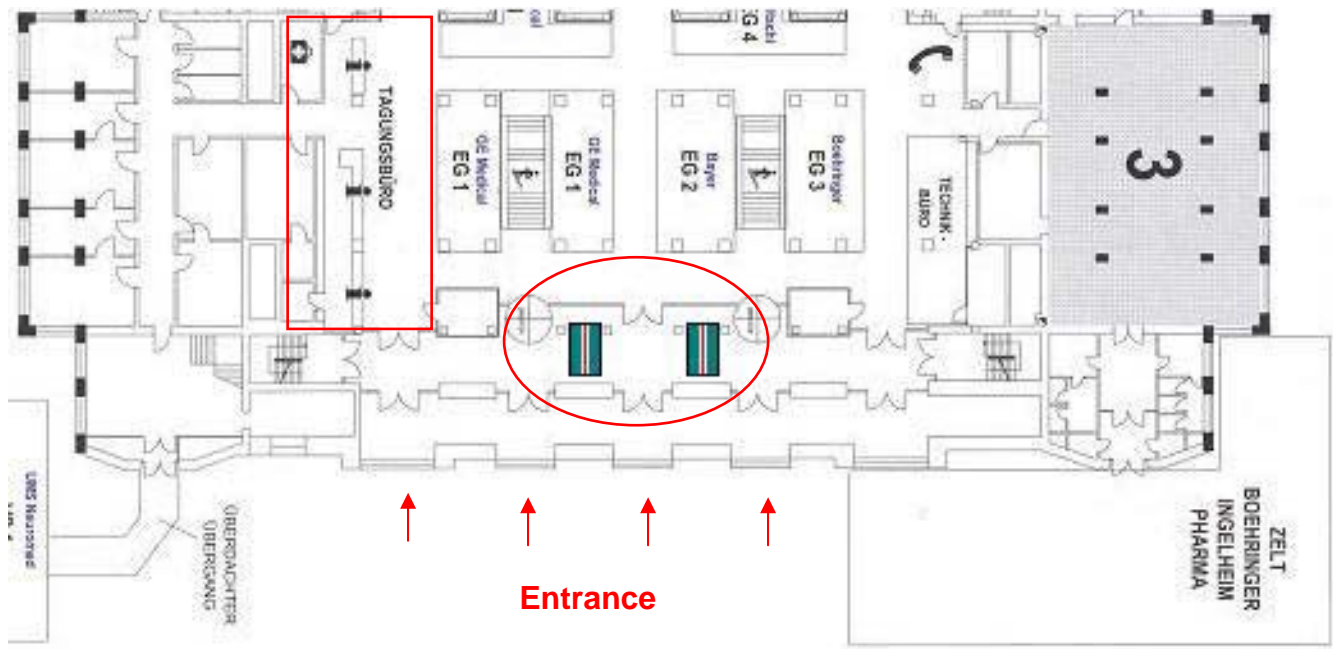 EG 4
TAGUNGSBÜRO
GE Medical
EG 1
GE Medical
EG 1
Bayer
EG 2
Boehringer
EG 3
TECHNIK -
BÜRO
3
ÜBERDACHTER
ÜBERGANG
Entrance
ZELT
BOEHRINGER
INGELHEIM
PHARMA